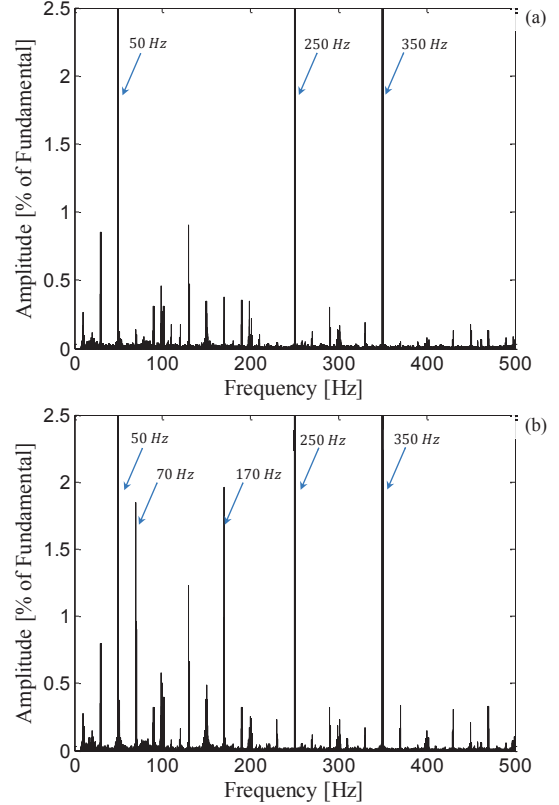 (a)
2.5
50 Hz
250 Hz
350 Hz
2
1.5
1
0.5
0
Amplitude [% of Fundamental]
0 100 200 300 400 500
Frequency [Hz]
(b)
2.5
50 Hz
250 Hz
350 Hz
70 Hz
170 Hz
2
1.5
1
0.5
0
Amplitude [% of Fundamental]
0 100 200 300 400 500
Frequency [Hz]